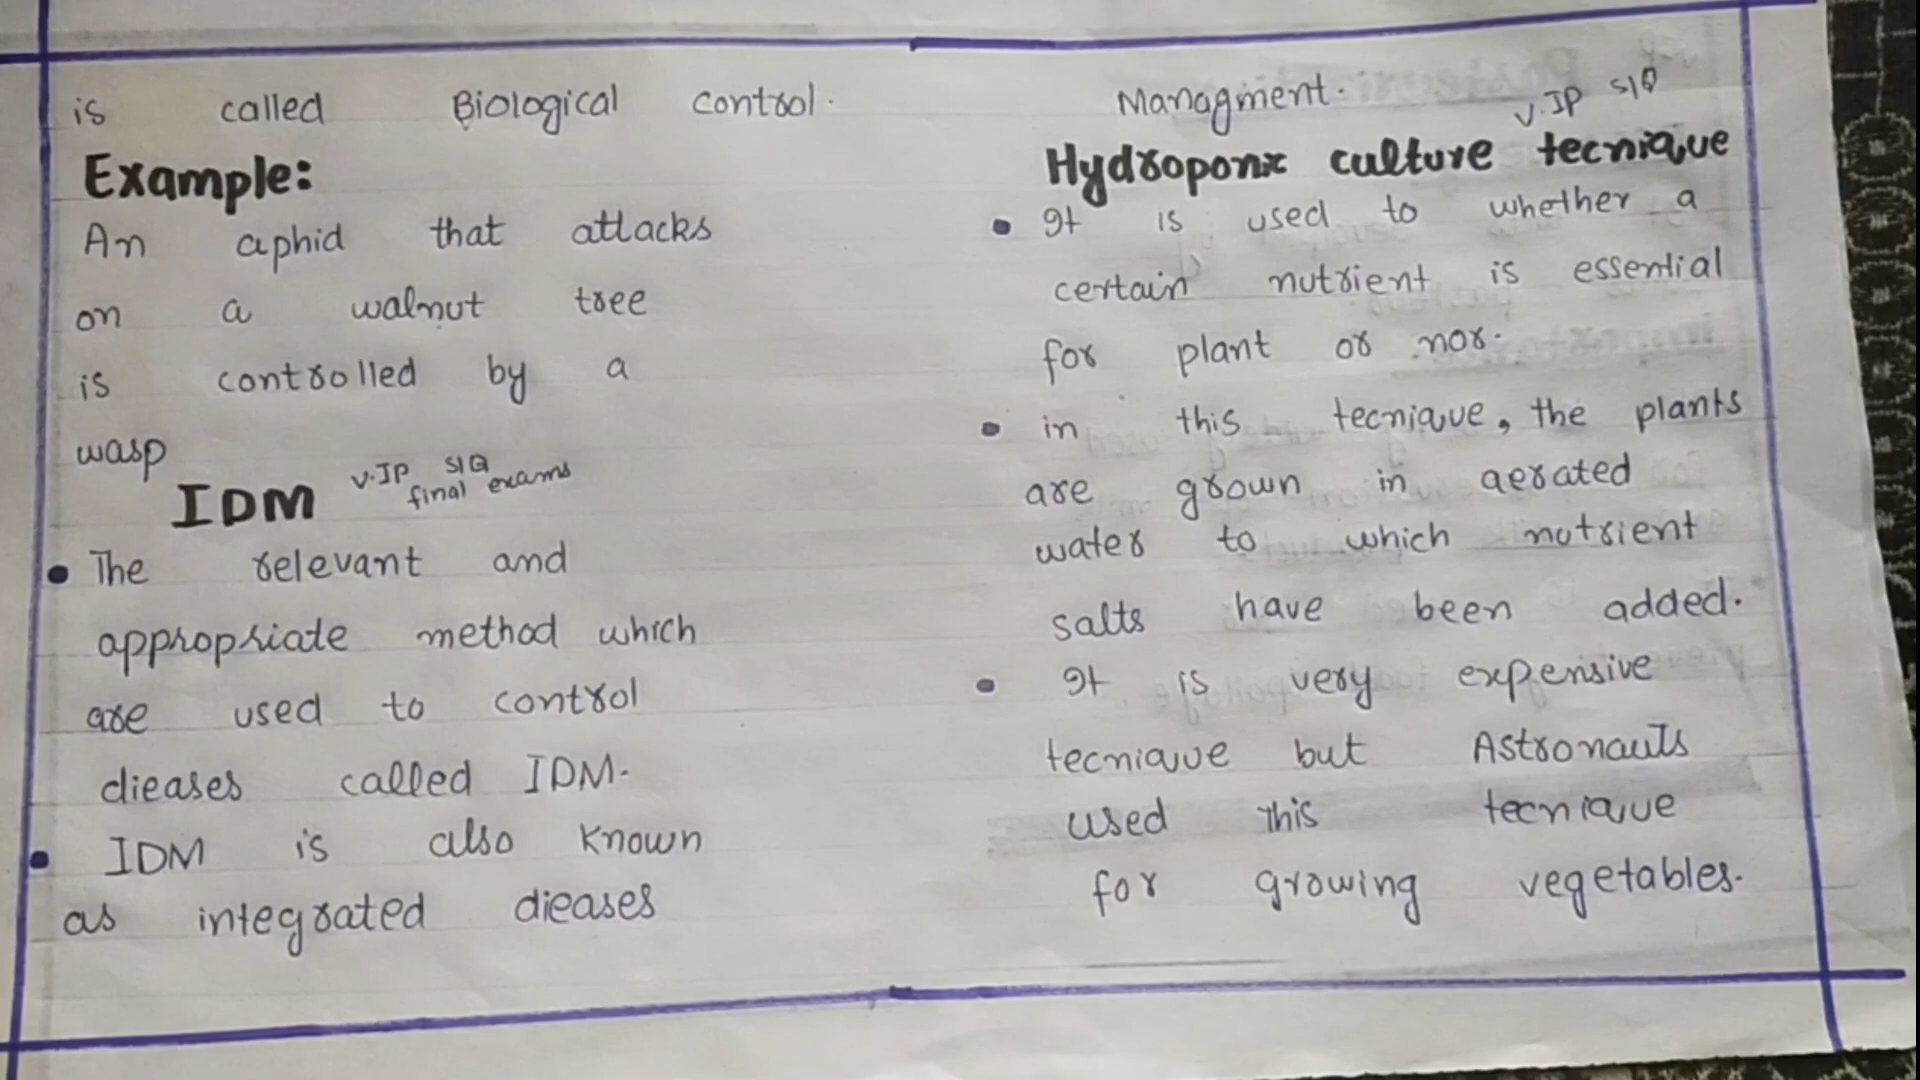 is called Biological control.
Example:
An aphid that attacks
on a walnut tree
is controlled by a
wasp
IDM v.IP S/Q
final exams
• The relevant and
appropriate method which
are used to control
dieases called IDM.
• IDM is also known
as integrated dieases
Managment.
v.IP S/Q
Hydroponx culture tecnique
• It is used to whether a
certain nutrient is essential
for plant or nor.
• in this tecnique, the plants
are grown in aerated
water to which nutrient
salts have been added.
• It is very expensive
tecnique but Astronauts
used this tecnique
for growing vegetables.